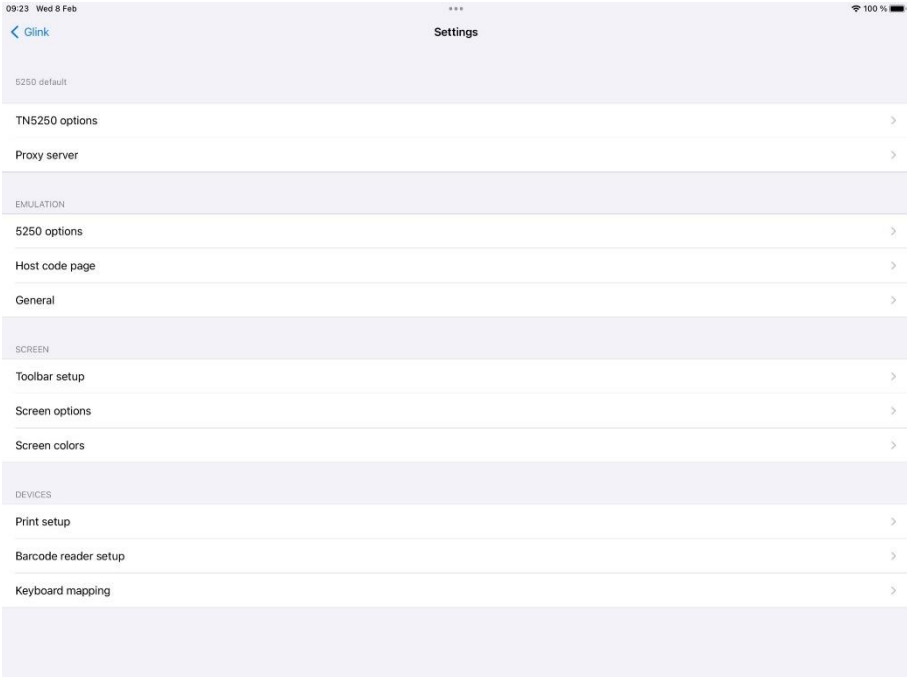 09:23 Wed 8 Feb
100 %
Glink
Settings
5250 default
TN5250 options
Proxy server
EMULATION
5250 options
Host code page
General
SCREEN
Toolbar setup
Screen options
Screen colors
DEVICES
Print setup
Barcode reader setup
Keyboard mapping